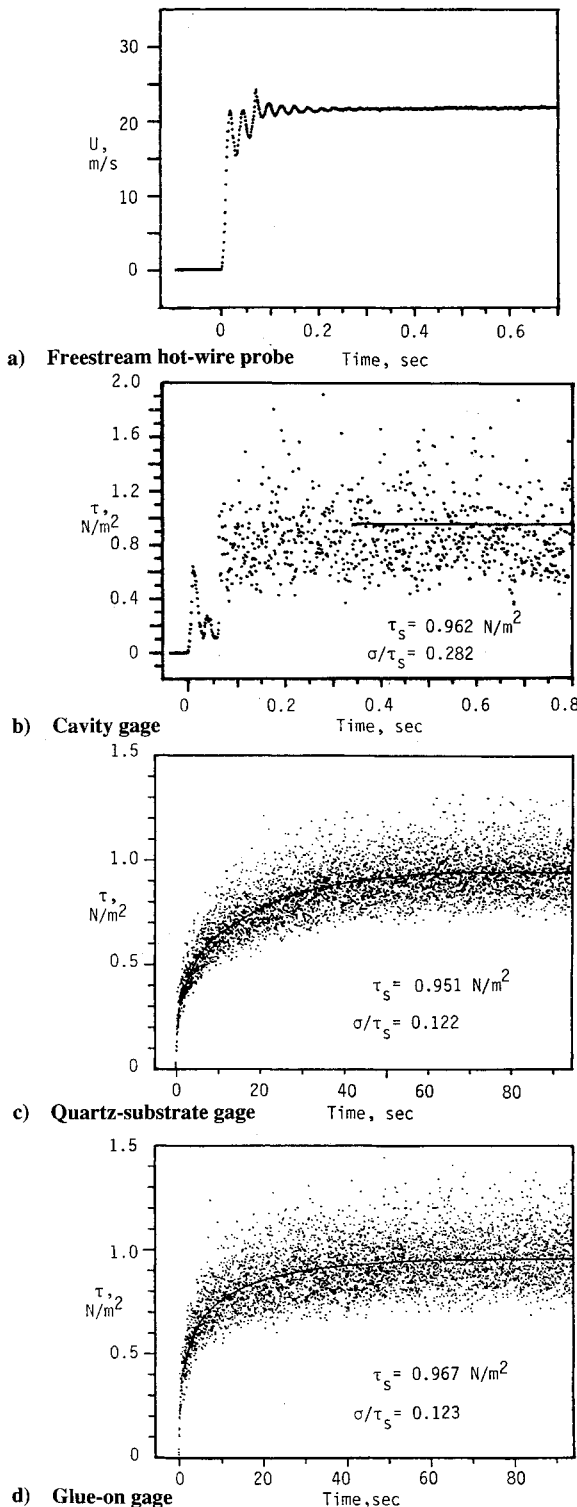 30
20
10
0
U,
m/s
0 0.2 0.4 0.6
a) Freestream hot-wire probe Time, sec
2.0
1.6
1.2
0.8
0.4
0
τ,
N/m²
τs = 0.962 N/m²
σ/τs = 0.282
0 0.2 0.4 0.6 0.8
b) Cavity gage Time, sec
1.5
1.0
0.5
0
τ,
N/m²
τs = 0.951 N/m²
σ/τs = 0.122
0 20 40 60 80
c) Quartz-substrate gage Time, sec
1.5
1.0
0.5
0
τ,
N/m²
τs = 0.967 N/m²
σ/τs = 0.123
0 20 40 60 80
d) Glue-on gage Time,sec